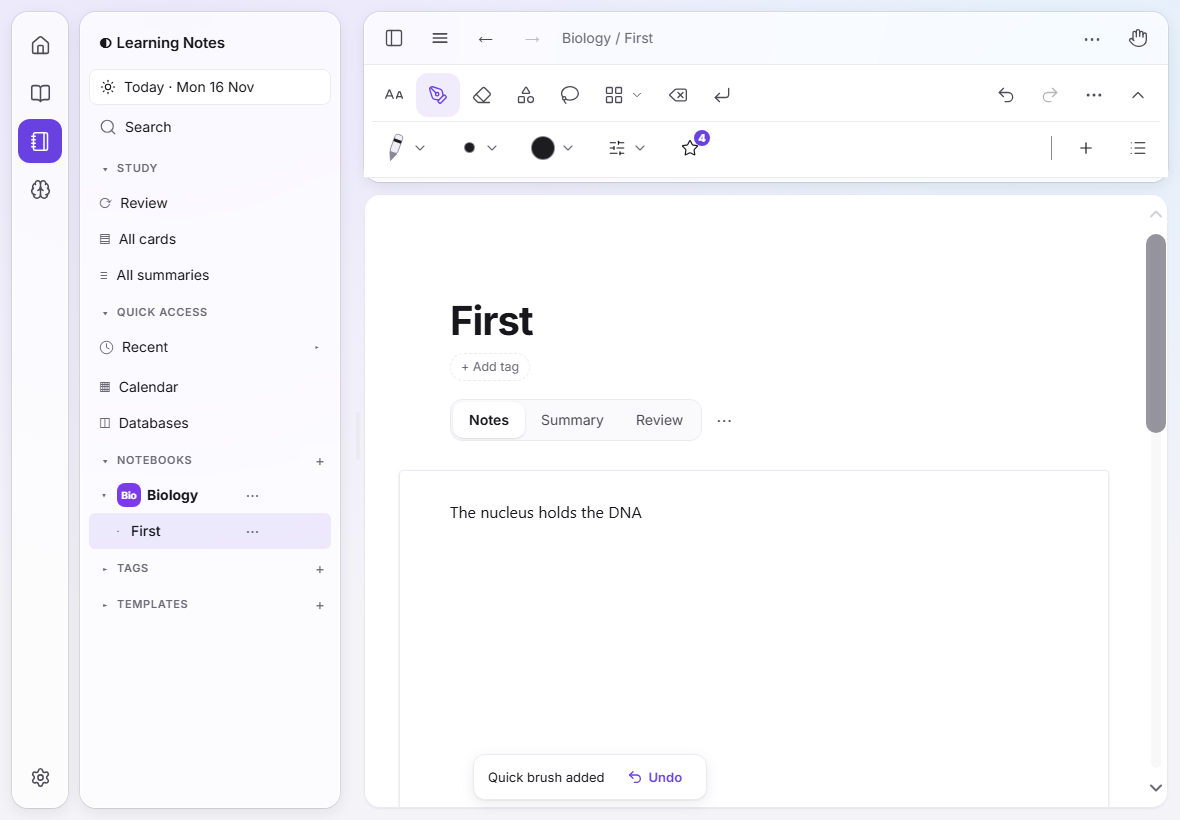 Learning Notes
Today · Mon 16 Nov
Search
STUDY
Review
All cards
All summaries
QUICK ACCESS
Recent
Calendar
Databases
NOTEBOOKS
+
Bio Biology ...
· First ...
TAGS
+
TEMPLATES
+
Biology / First
...
AA
...
4
+
First
+ Add tag
Notes Summary Review ...
The nucleus holds the DNA
Quick brush added Undo